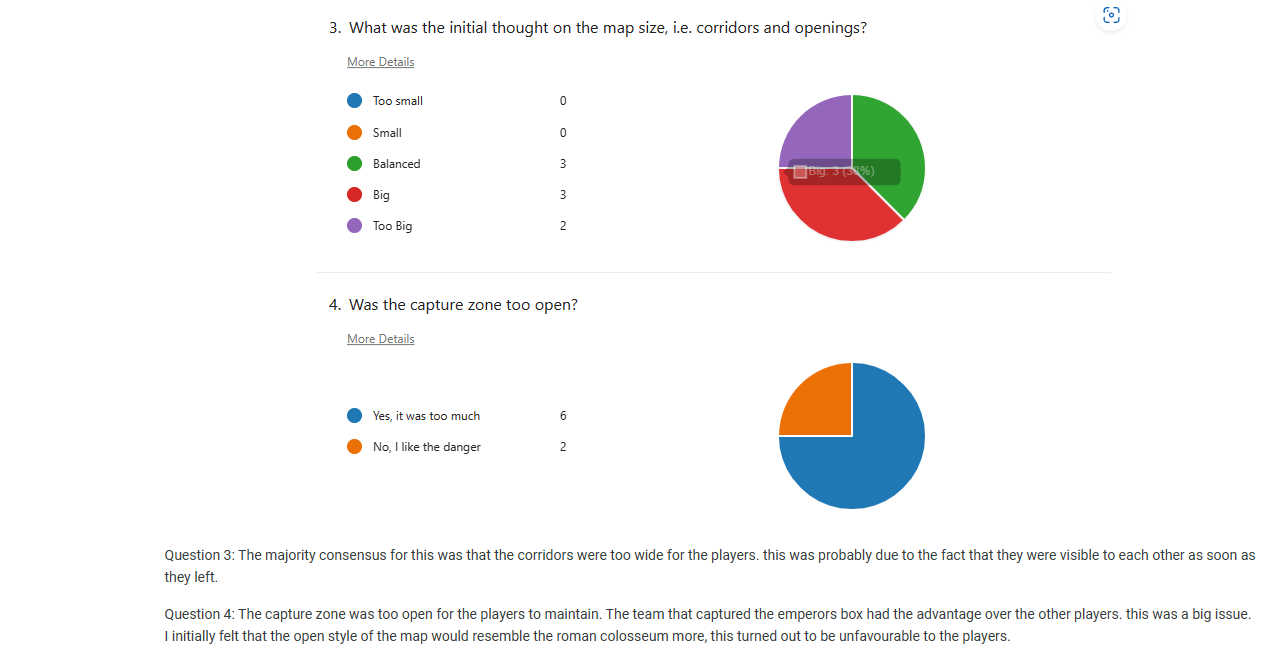 3. What was the initial thought on the map size, i.e. corridors and openings?
More Details
Too small 0
Small 0
Balanced 3
Big 3
Too Big 2
Big: 3 (38%)
4. Was the capture zone too open?
More Details
Yes, it was too much 6
No, I like the danger 2
Question 3: The majority consensus for this was that the corridors were too wide for the players. this was probably due to the fact that they were visible to each other as soon as
they left.
Question 4: The capture zone was too open for the players to maintain. The team that captured the emperors box had the advantage over the other players. this was a big issue.
I initially felt that the open style of the map would resemble the roman colosseum more, this turned out to be unfavourable to the players.